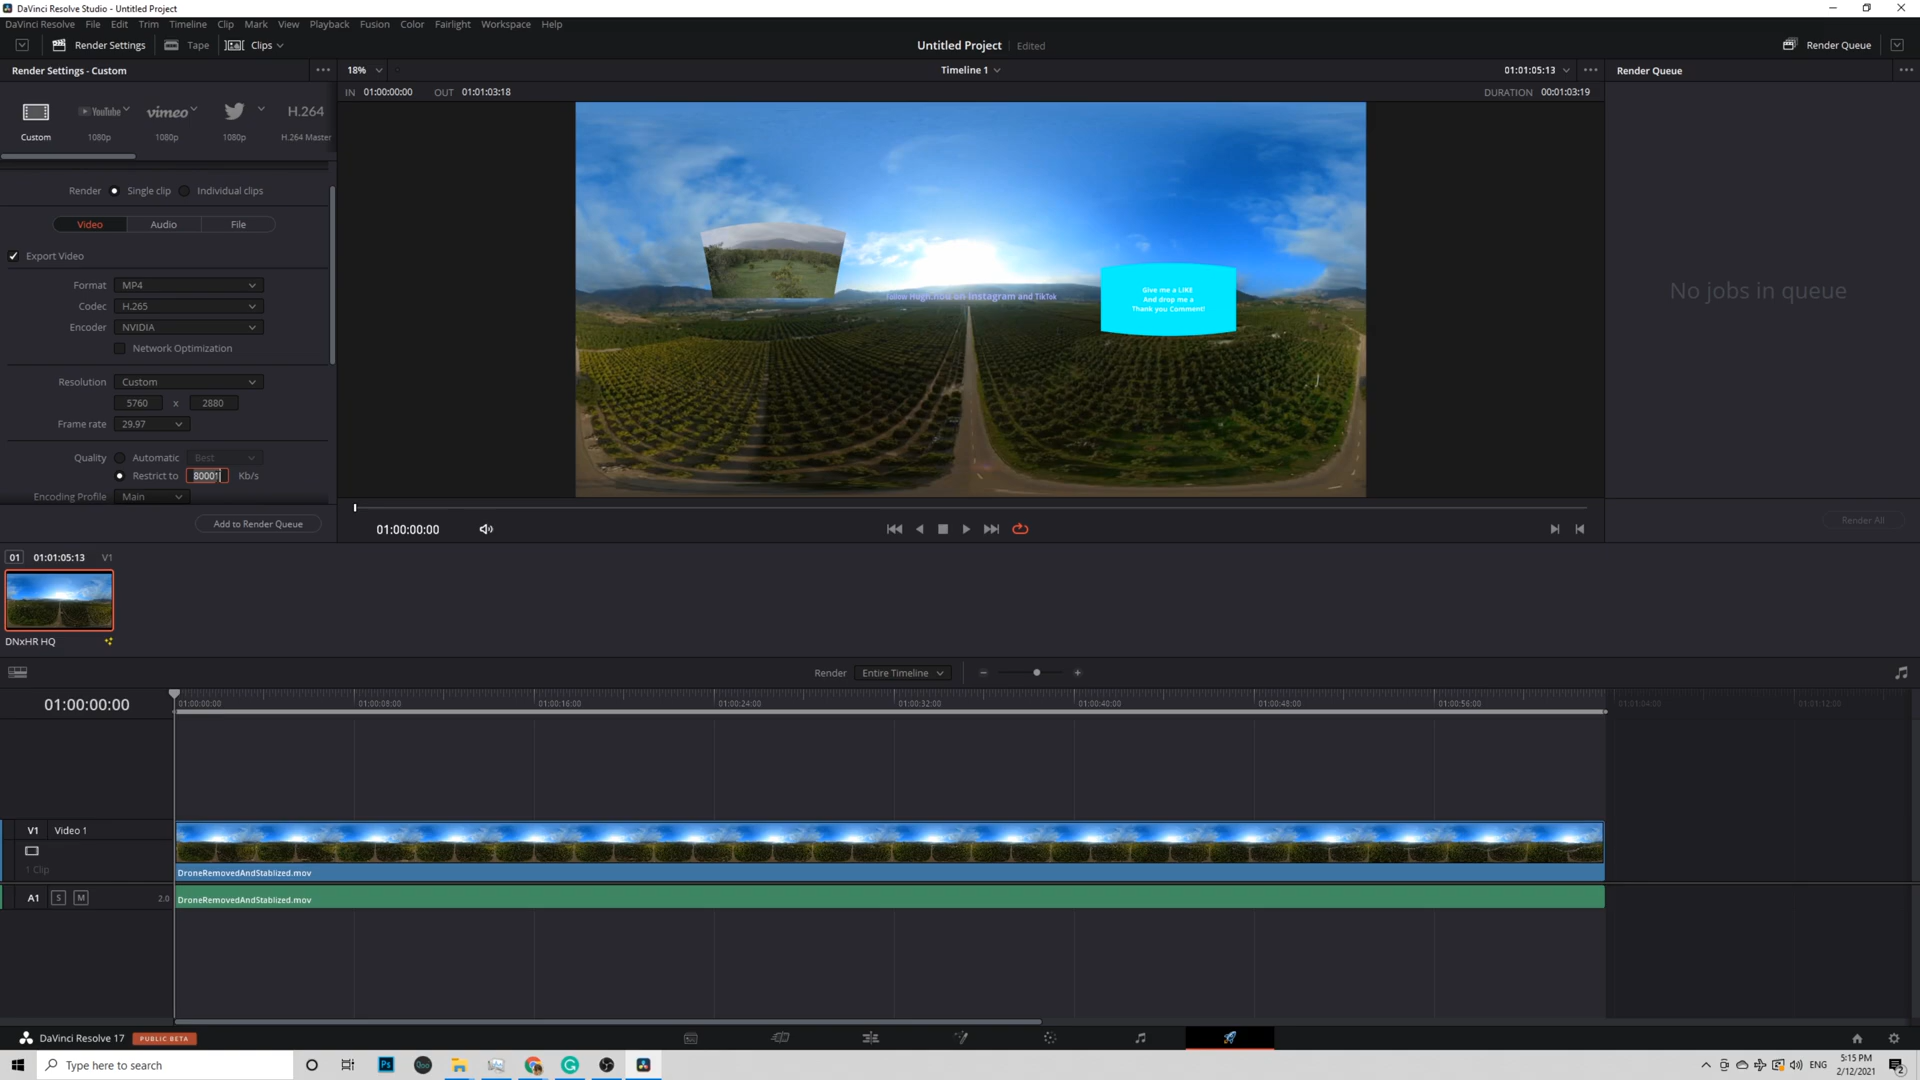 DaVinci Resolve Studio - Untitled Project
DaVinci Resolve File Edit Trim Timeline Clip Mark View Playback Fusion Color Fairlight Workspace Help
Render Settings Tape Clips Untitled Project Edited Render Queue
Render Settings - Custom 18% Timeline 1 01:01:05:13 Render Queue
IN 01:00:00:00 OUT 01:01:03:18 DURATION 00:01:03:19
YouTube vimeo H.264
Custom 1080p 1080p 1080p H.264 Master
Render Single clip Individual clips
Video Audio File
Export Video
Format MP4
Codec H.265
Encoder NVIDIA
Network Optimization
Resolution Custom
5760 x 2880
Frame rate 29.97
Quality Automatic Best
Restrict to 80001 Kb/s
Encoding Profile Main
Add to Render Queue
Follow Hugh.hou on Instagram and TikTok
Give me a LIKE
And drop me a
Thank you Comment!
No jobs in queue
Render All
01:00:00:00
01 01:01:05:13 V1
DNxHR HQ
Render Entire Timeline
01:00:00:00
01:00:00:00 01:00:08:00 01:00:16:00 01:00:24:00 01:00:32:00 01:00:40:00 01:00:48:00 01:00:56:00 01:01:04:00 01:01:12:00
V1 Video 1
1 Clip
DroneRemovedAndStablized.mov
A1 S M 2.0
DroneRemovedAndStablized.mov
DaVinci Resolve 17 PUBLIC BETA
Type here to search
Ps
ENG
5:15 PM
2/12/2021
2